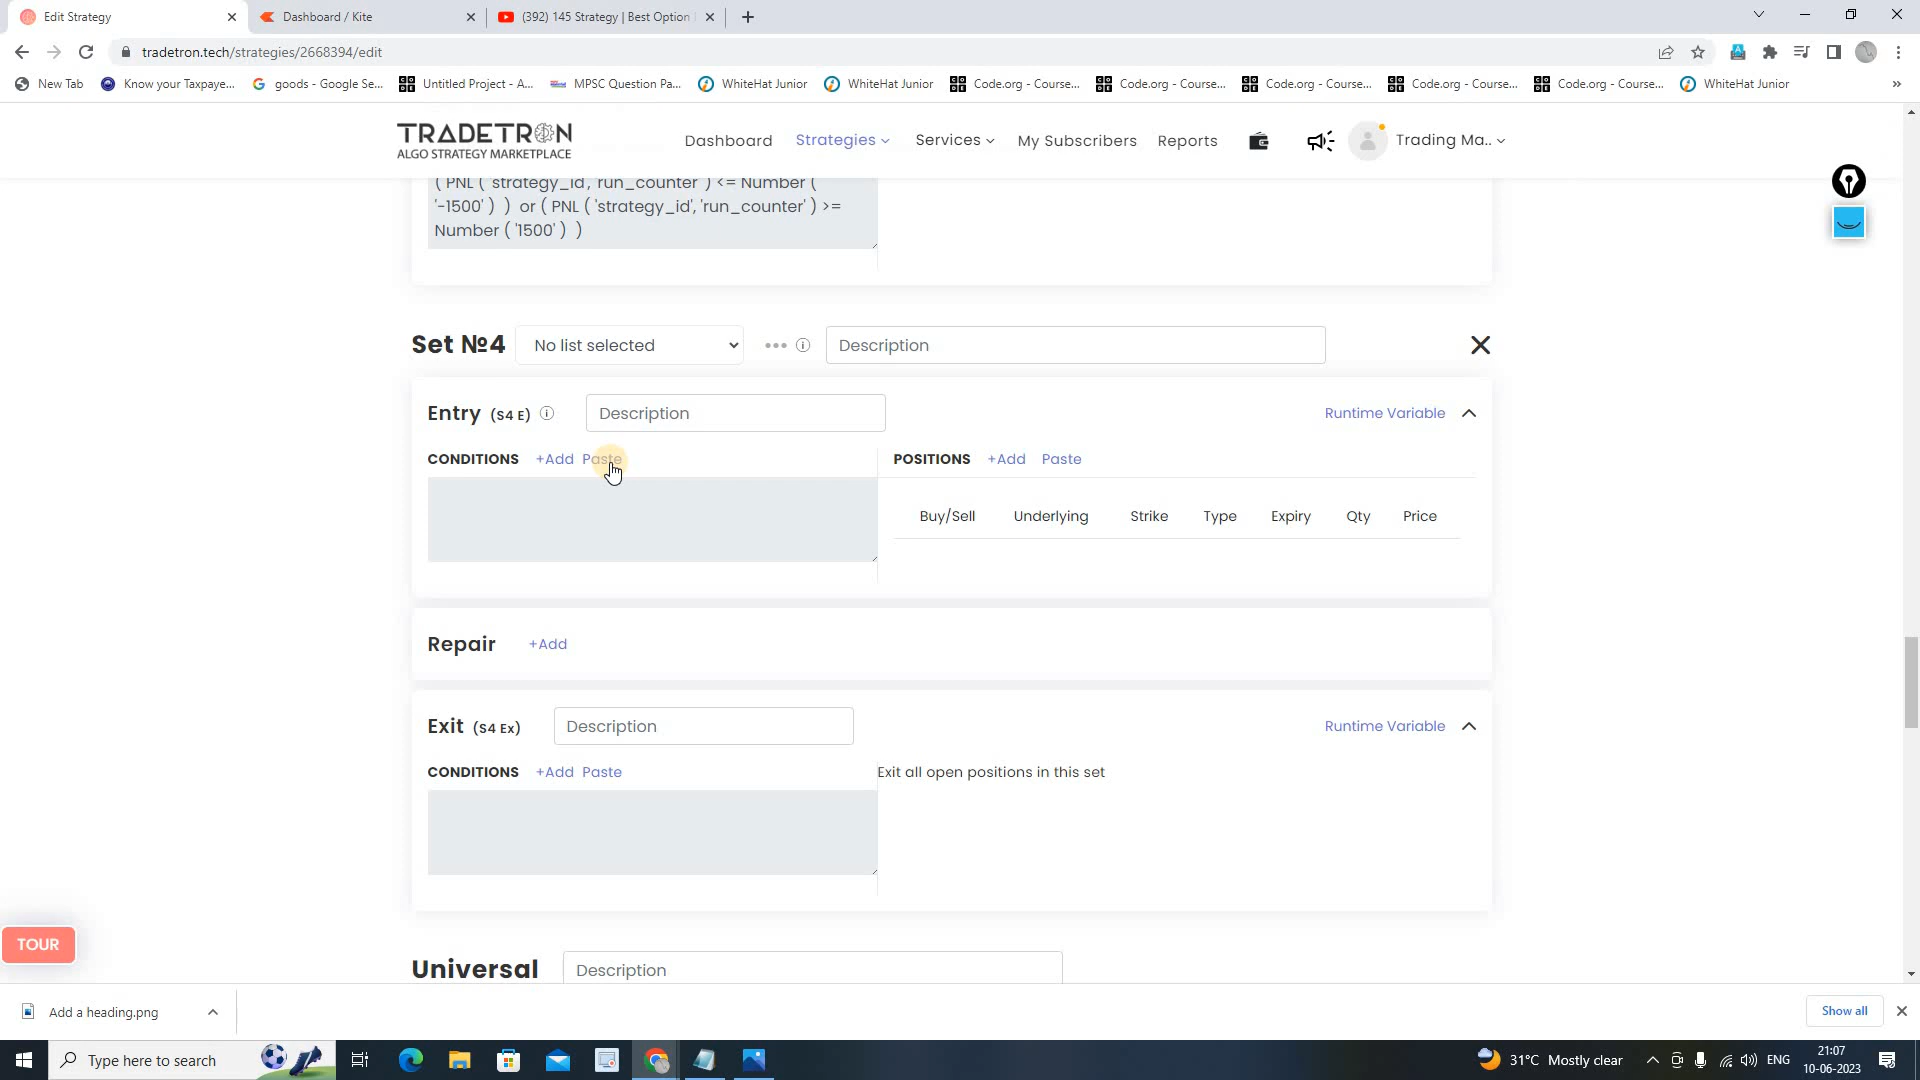 Edit Strategy
Dashboard / Kite
(392) 145 Strategy | Best Option
tradetron.tech/strategies/2668394/edit
New Tab
Know your Taxpaye...
goods - Google Se...
Untitled Project - A...
MPSC Question Pa...
WhiteHat Junior
WhiteHat Junior
Code.org - Course...
Code.org - Course...
Code.org - Course...
Code.org - Course...
Code.org - Course...
WhiteHat Junior
TRADETRON
ALGO STRATEGY MARKETPLACE
Dashboard
Strategies
Services
My Subscribers
Reports
Trading Ma..
( PNL ( 'strategy_id', 'run_counter' ) <= Number (
'-1500' ) ) or ( PNL ( 'strategy_id', 'run_counter' ) >=
Number ( '1500' ) )
Set №4
No list selected
Description
Entry (S4 E)
Description
Runtime Variable
CONDITIONS +Add Paste
POSITIONS +Add Paste
Buy/Sell Underlying Strike Type Expiry Qty Price
Repair +Add
Exit (S4 Ex)
Description
Runtime Variable
CONDITIONS +Add Paste
Exit all open positions in this set
TOUR
Universal
Description
Add a heading.png
Show all
Type here to search
31°C Mostly clear
ENG
21:07
10-06-2023